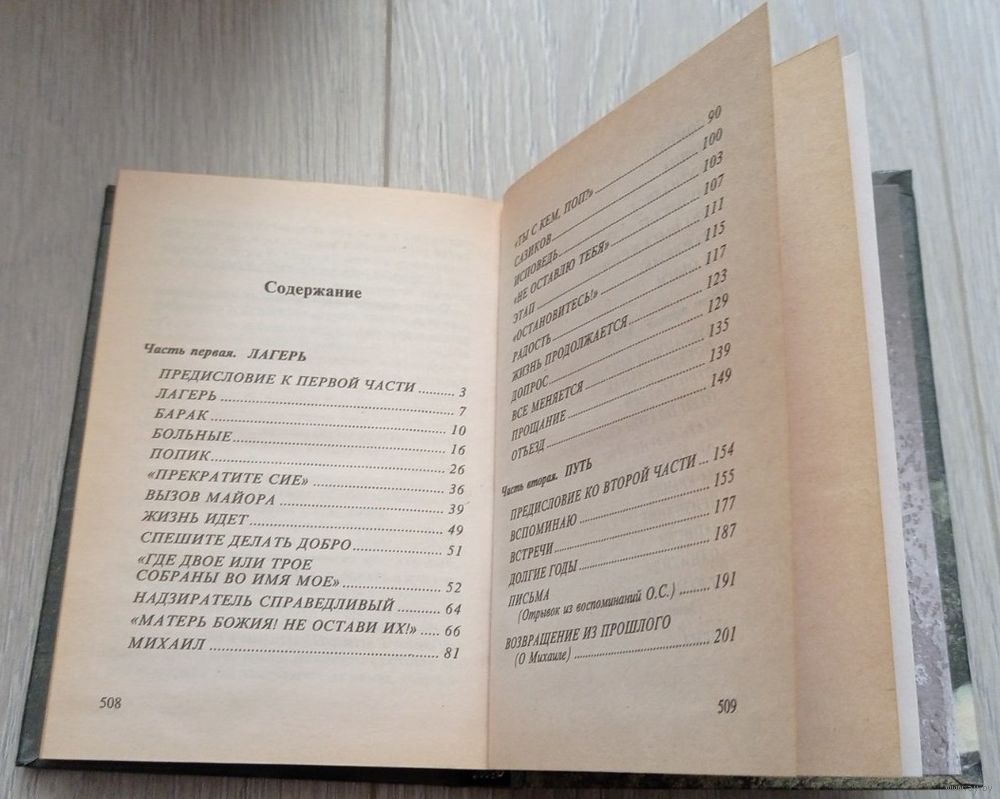 Содержание
Часть первая. ЛАГЕРЬ
ПРЕДИСЛОВИЕ К ПЕРВОЙ ЧАСТИ ........ 3
ЛАГЕРЬ ........ 7
БАРАК ........ 10
БОЛЬНЫЕ ........ 16
ПОПИК ........ 26
«ПРЕКРАТИТЕ СИЕ» ........ 36
ВЫЗОВ МАЙОРА ........ 39
ЖИЗНЬ ИДЕТ ........ 49
СПЕШИТЕ ДЕЛАТЬ ДОБРО ........ 51
«ГДЕ ДВОЕ ИЛИ ТРОЕ
СОБРАНЫ ВО ИМЯ МОЕ» ........ 52
НАДЗИРАТЕЛЬ СПРАВЕДЛИВЫЙ ........ 64
«МАТЕРЬ БОЖИЯ! НЕ ОСТАВИ ИХ!» ..... 66
МИХАИЛ ........ 81
508
«ТЫ С КЕМ, ПОП?» ........ 90
САЗИКОВ ........ 100
ИСПОВЕДЬ ........ 103
«НЕ ОСТАВЛЮ ТЕБЯ» ........ 107
ЭТАП ........ 111
«ОСТАНОВИТЕСЬ!» ........ 115
РАДОСТЬ ........ 117
ЖИЗНЬ ПРОДОЛЖАЕТСЯ ........ 123
ДОПРОС ........ 129
ВСЕ МЕНЯЕТСЯ ........ 135
ПРОЩАНИЕ ........ 139
ОТЪЕЗД ........ 149
Часть вторая. ПУТЬ
ПРЕДИСЛОВИЕ КО ВТОРОЙ ЧАСТИ ... 154
ВСПОМИНАЮ ........ 155
ВСТРЕЧИ ........ 177
ДОЛГИЕ ГОДЫ ........ 187
ПИСЬМА
(Отрывок из воспоминаний О.С.) ........ 191
ВОЗВРАЩЕНИЕ ИЗ ПРОШЛОГО
(О Михаиле) ........ 201
509